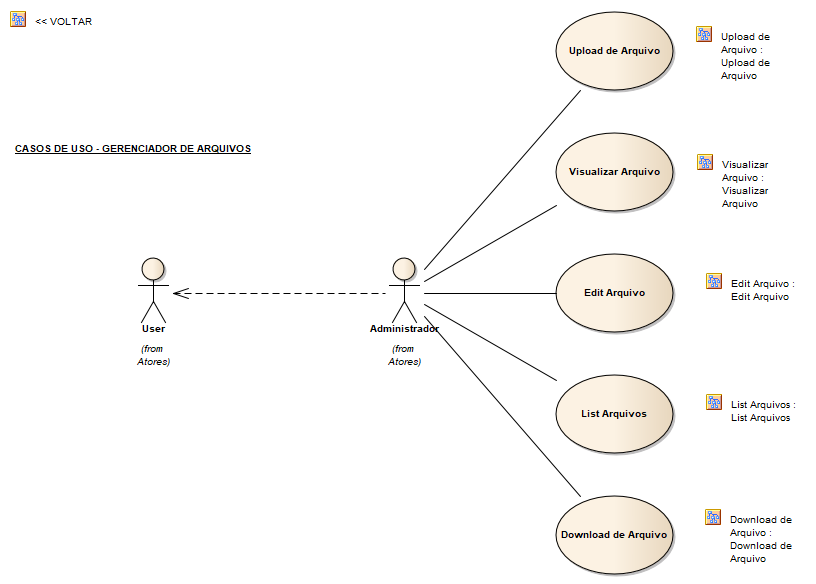 << VOLTAR
Upload de Arquivo
Upload de
Arquivo :
Upload de
Arquivo
CASOS DE USO - GERENCIADOR DE ARQUIVOS
Visualizar Arquivo
Visualizar
Arquivo :
Visualizar
Arquivo
User
(from
Atores)
Administrador
(from
Atores)
Edit Arquivo
Edit Arquivo :
Edit Arquivo
List Arquivos
List Arquivos :
List Arquivos
Download de Arquivo
Download de
Arquivo :
Download de
Arquivo